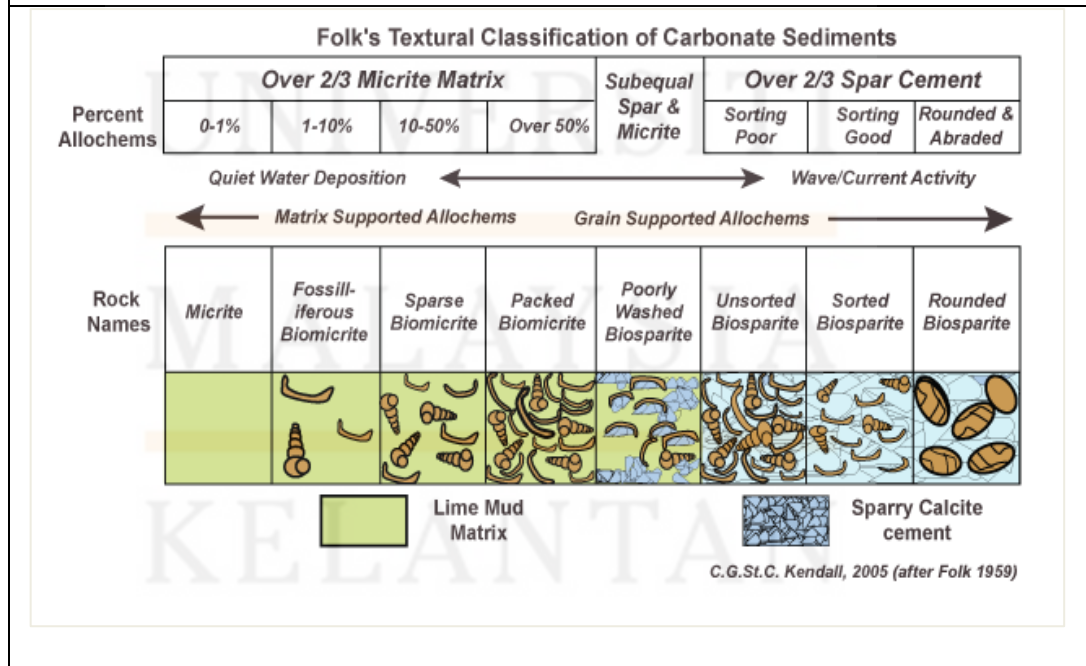 Folk's Textural Classification of Carbonate Sediments
Over 2/3 Micrite Matrix
Subequal Spar & Micrite
Over 2/3 Spar Cement
Percent Allochems
0-1%
1-10%
10-50%
Over 50%
Sorting Poor
Sorting Good
Rounded & Abraded
Quiet Water Deposition
Wave/Current Activity
Matrix Supported Allochems
Grain Supported Allochems
Rock Names
Micrite
Fossill-iferous Biomicrite
Sparse Biomicrite
Packed Biomicrite
Poorly Washed Biosparite
Unsorted Biosparite
Sorted Biosparite
Rounded Biosparite
Lime Mud Matrix
Sparry Calcite cement
C.G.St.C. Kendall, 2005 (after Folk 1959)
UNIVERSITI
MALAYSIA
KELANTAN